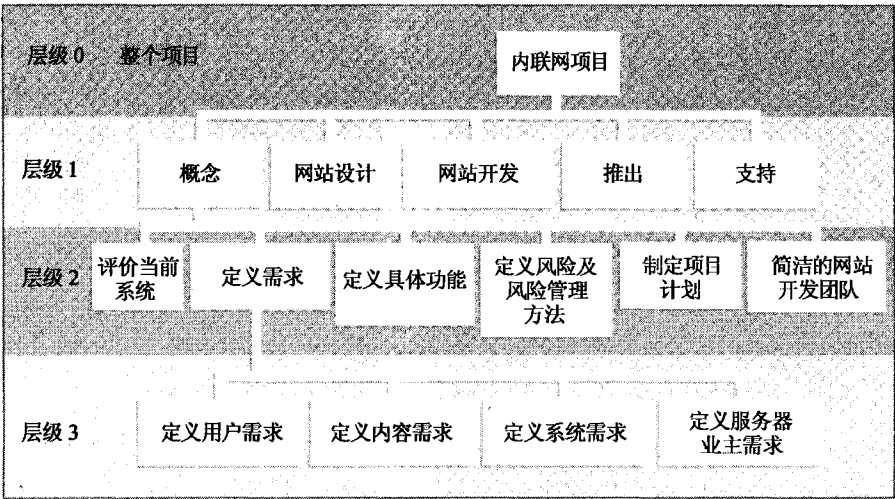 层级 0 整个项目
内联网项目
层级 1
概念
网站设计
网站开发
推出
支持
层级 2
评价当前
系统
定义需求
定义具体功能
定义风险及
风险管理
方法
制定项目
计划
简洁的网站
开发团队
层级 3
定义用户需求
定义内容需求
定义系统需求
定义服务器
业主需求